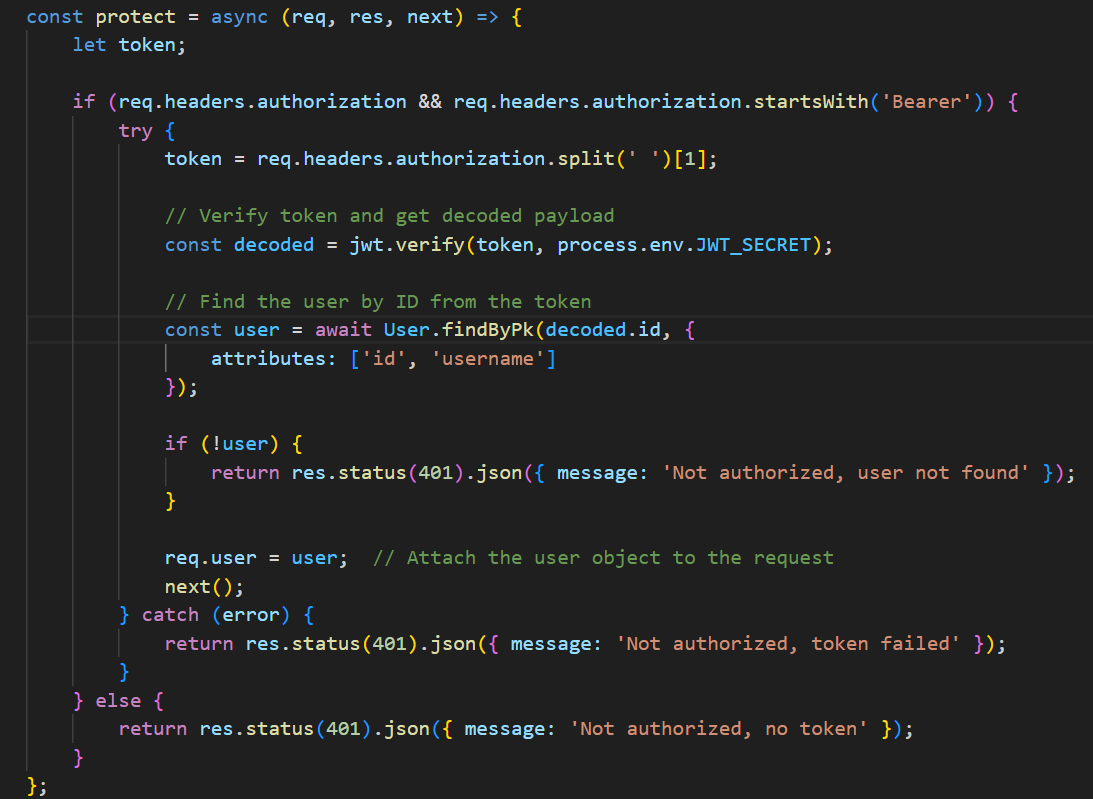 const protect = async (req, res, next) => {
    let token;

    if (req.headers.authorization && req.headers.authorization.startsWith('Bearer')) {
        try {
            token = req.headers.authorization.split(' ')[1];

            // Verify token and get decoded payload
            const decoded = jwt.verify(token, process.env.JWT_SECRET);

            // Find the user by ID from the token
            const user = await User.findByPk(decoded.id, {
                attributes: ['id', 'username']
            });

            if (!user) {
                return res.status(401).json({ message: 'Not authorized, user not found' });
            }

            req.user = user;  // Attach the user object to the request
            next();
        } catch (error) {
            return res.status(401).json({ message: 'Not authorized, token failed' });
        }
    } else {
        return res.status(401).json({ message: 'Not authorized, no token' });
    }
};